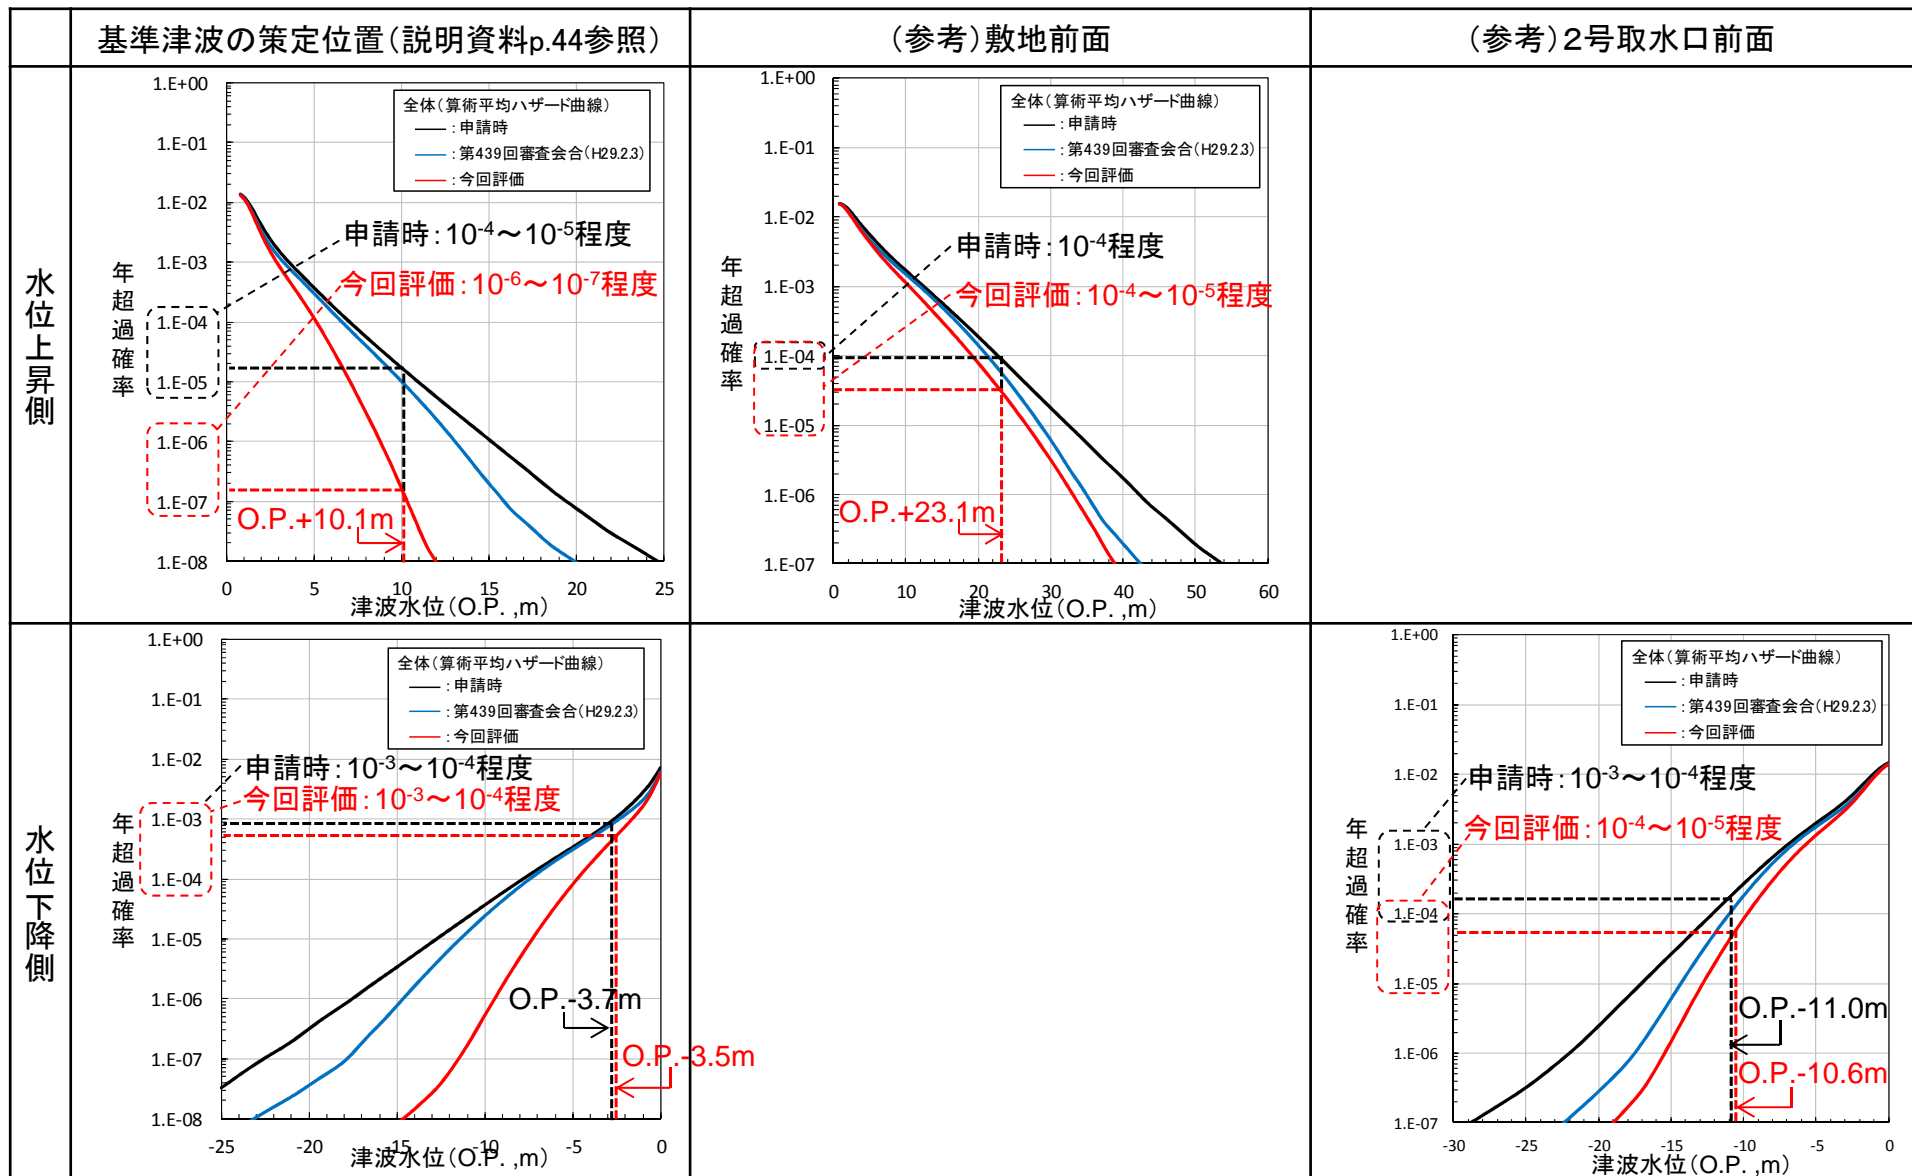 基準津波の策定位置(説明資料p.44参照)
(参考)敷地前面
(参考)2号取水口前面
水位上昇側
年超過確率
1.E+00
1.E-01
1.E-02
1.E-03
1.E-04
1.E-05
1.E-06
1.E-07
1.E-08
全体(算術平均ハザード曲線)
:申請時
:第439回審査会合(H29.2.3)
:今回評価
申請時:10-4~10-5程度
今回評価:10-6~10-7程度
O.P.+10.1m
0 5 10 15 20 25
津波水位(O.P. ,m)
年超過確率
1.E+00
1.E-01
1.E-02
1.E-03
1.E-04
1.E-05
1.E-06
1.E-07
全体(算術平均ハザード曲線)
:申請時
:第439回審査会合(H29.2.3)
:今回評価
申請時:10-4程度
今回評価:10-4~10-5程度
O.P.+23.1m
0 10 20 30 40 50 60
津波水位(O.P. ,m)
水位下降側
年超過確率
1.E+00
1.E-01
1.E-02
1.E-03
1.E-04
1.E-05
1.E-06
1.E-07
1.E-08
全体(算術平均ハザード曲線)
:申請時
:第439回審査会合(H29.2.3)
:今回評価
申請時:10-3~10-4程度
今回評価:10-3~10-4程度
O.P.-3.7m
O.P.-3.5m
-25 -20 -15 -10 -5 0
津波水位(O.P. ,m)
年超過確率
1.E+00
1.E-01
1.E-02
1.E-03
1.E-04
1.E-05
1.E-06
1.E-07
全体(算術平均ハザード曲線)
:申請時
:第439回審査会合(H29.2.3)
:今回評価
申請時:10-3~10-4程度
今回評価:10-4~10-5程度
O.P.-11.0m
O.P.-10.6m
-30 -25 -20 -15 -10 -5 0
津波水位(O.P. ,m)